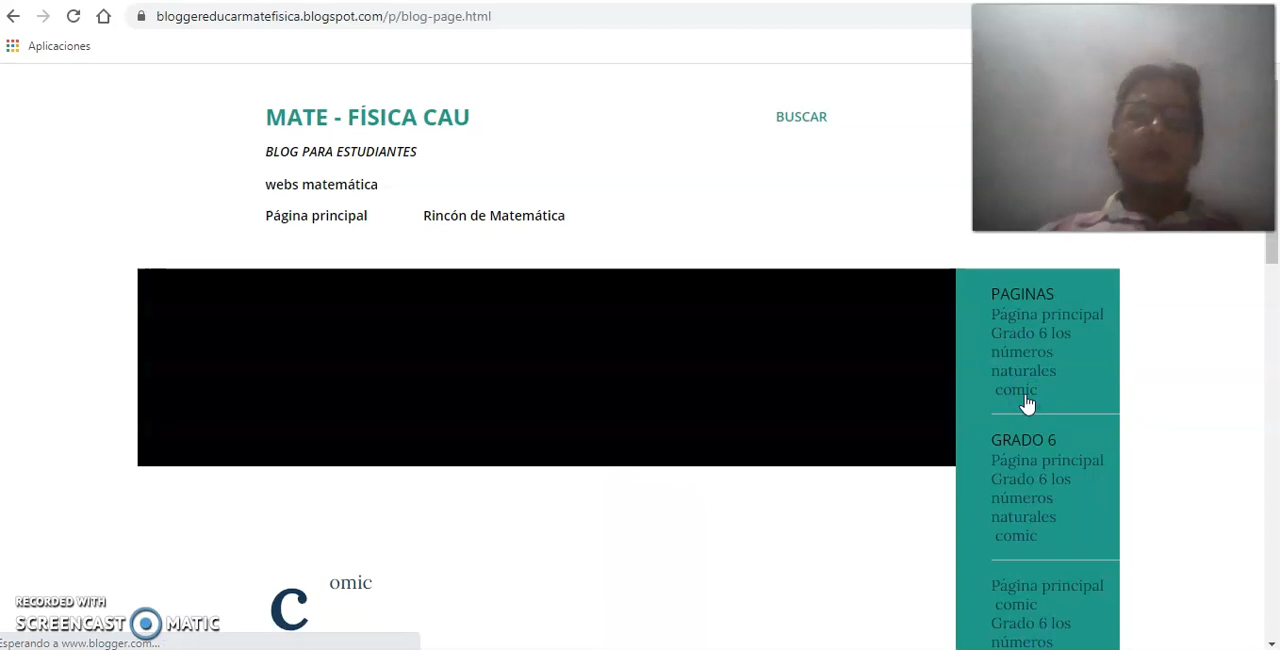 bloggereducarmatefisica.blogspot.com/p/blog-page.html
Aplicaciones
MATE - FÍSICA CAU
BUSCAR
BLOG PARA ESTUDIANTES
webs matemática
Página principal
Rincón de Matemática
PAGINAS
Página principal
Grado 6 los
números
naturales
comic
GRADO 6
Página principal
Grado 6 los
números
naturales
comic
Página principal
comic
Grado 6 los
números
Comic
RECORDED WITH
SCREENCAST MATIC
Esperando a www.blogger.com...